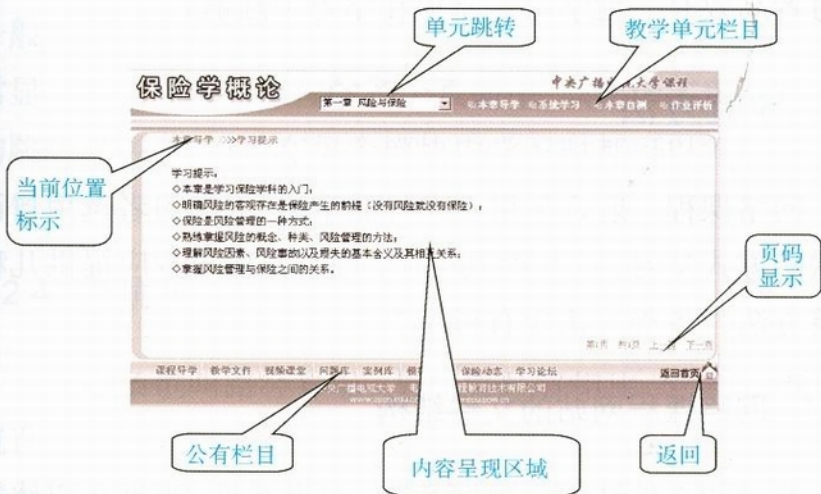 单元跳转
教学单元栏目
保险学概论
中央广播电视大学课程
第一章 风险与保险
本章导学 系统学习 本章自测 作业评析
本章导学 >>>学习提示
当前位置
标示
学习提示:
◇本章是学习保险学科的入门;
◇明确风险的客观存在是保险产生的前提(没有风险就没有保险);
◇保险是风险管理的一种方式;
◇熟练掌握风险的概念、种类、风险管理的方法;
◇理解风险因素、风险事故以及损失的基本含义及其相互关系;
◇掌握风险管理与保险之间的关系。
页码
显示
上一页 下一页
课程导学 教学文件 视频课堂 问题库 案例库 保险动态 学习论坛
返回首页
公有栏目
内容呈现区域
返回